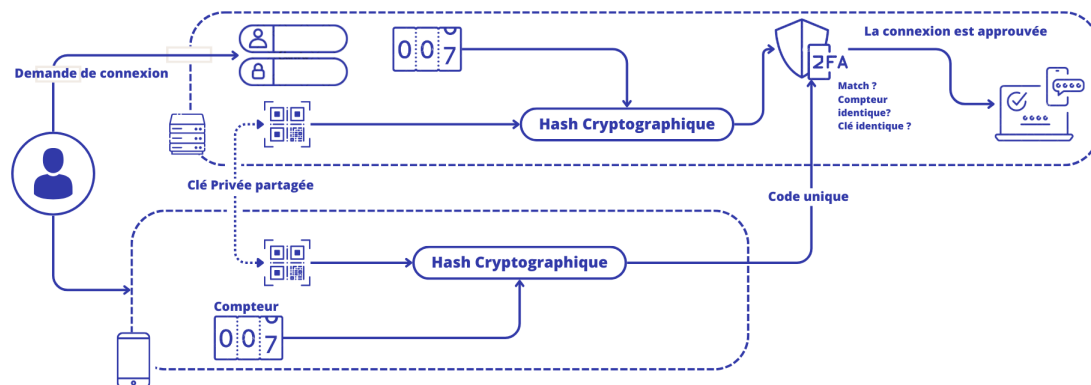 La connexion est approuvée
Demande de connexion
007
2FA
Match ?
Compteur
identique?
Clé identique ?
Hash Cryptographique
Clé Privée partagée
Code unique
Hash Cryptographique
Compteur
007